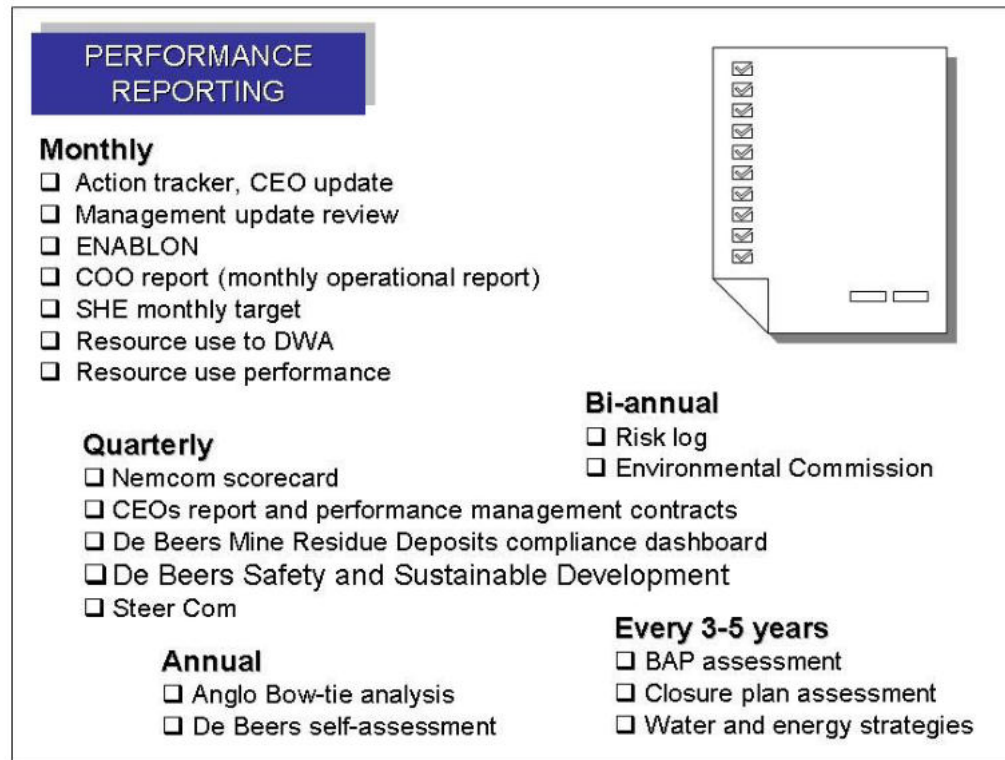 PERFORMANCE
REPORTING
Monthly
❑ Action tracker, CEO update
❑ Management update review
❑ ENABLON
❑ COO report (monthly operational report)
❑ SHE monthly target
❑ Resource use to DWA
❑ Resource use performance
Bi-annual
❑ Risk log
❑ Environmental Commission
Quarterly
❑ Nemcom scorecard
❑ CEOs report and performance management contracts
❑ De Beers Mine Residue Deposits compliance dashboard
❑ De Beers Safety and Sustainable Development
❑ Steer Com
Annual
❑ Anglo Bow-tie analysis
❑ De Beers self-assessment
Every 3-5 years
❑ BAP assessment
❑ Closure plan assessment
❑ Water and energy strategies